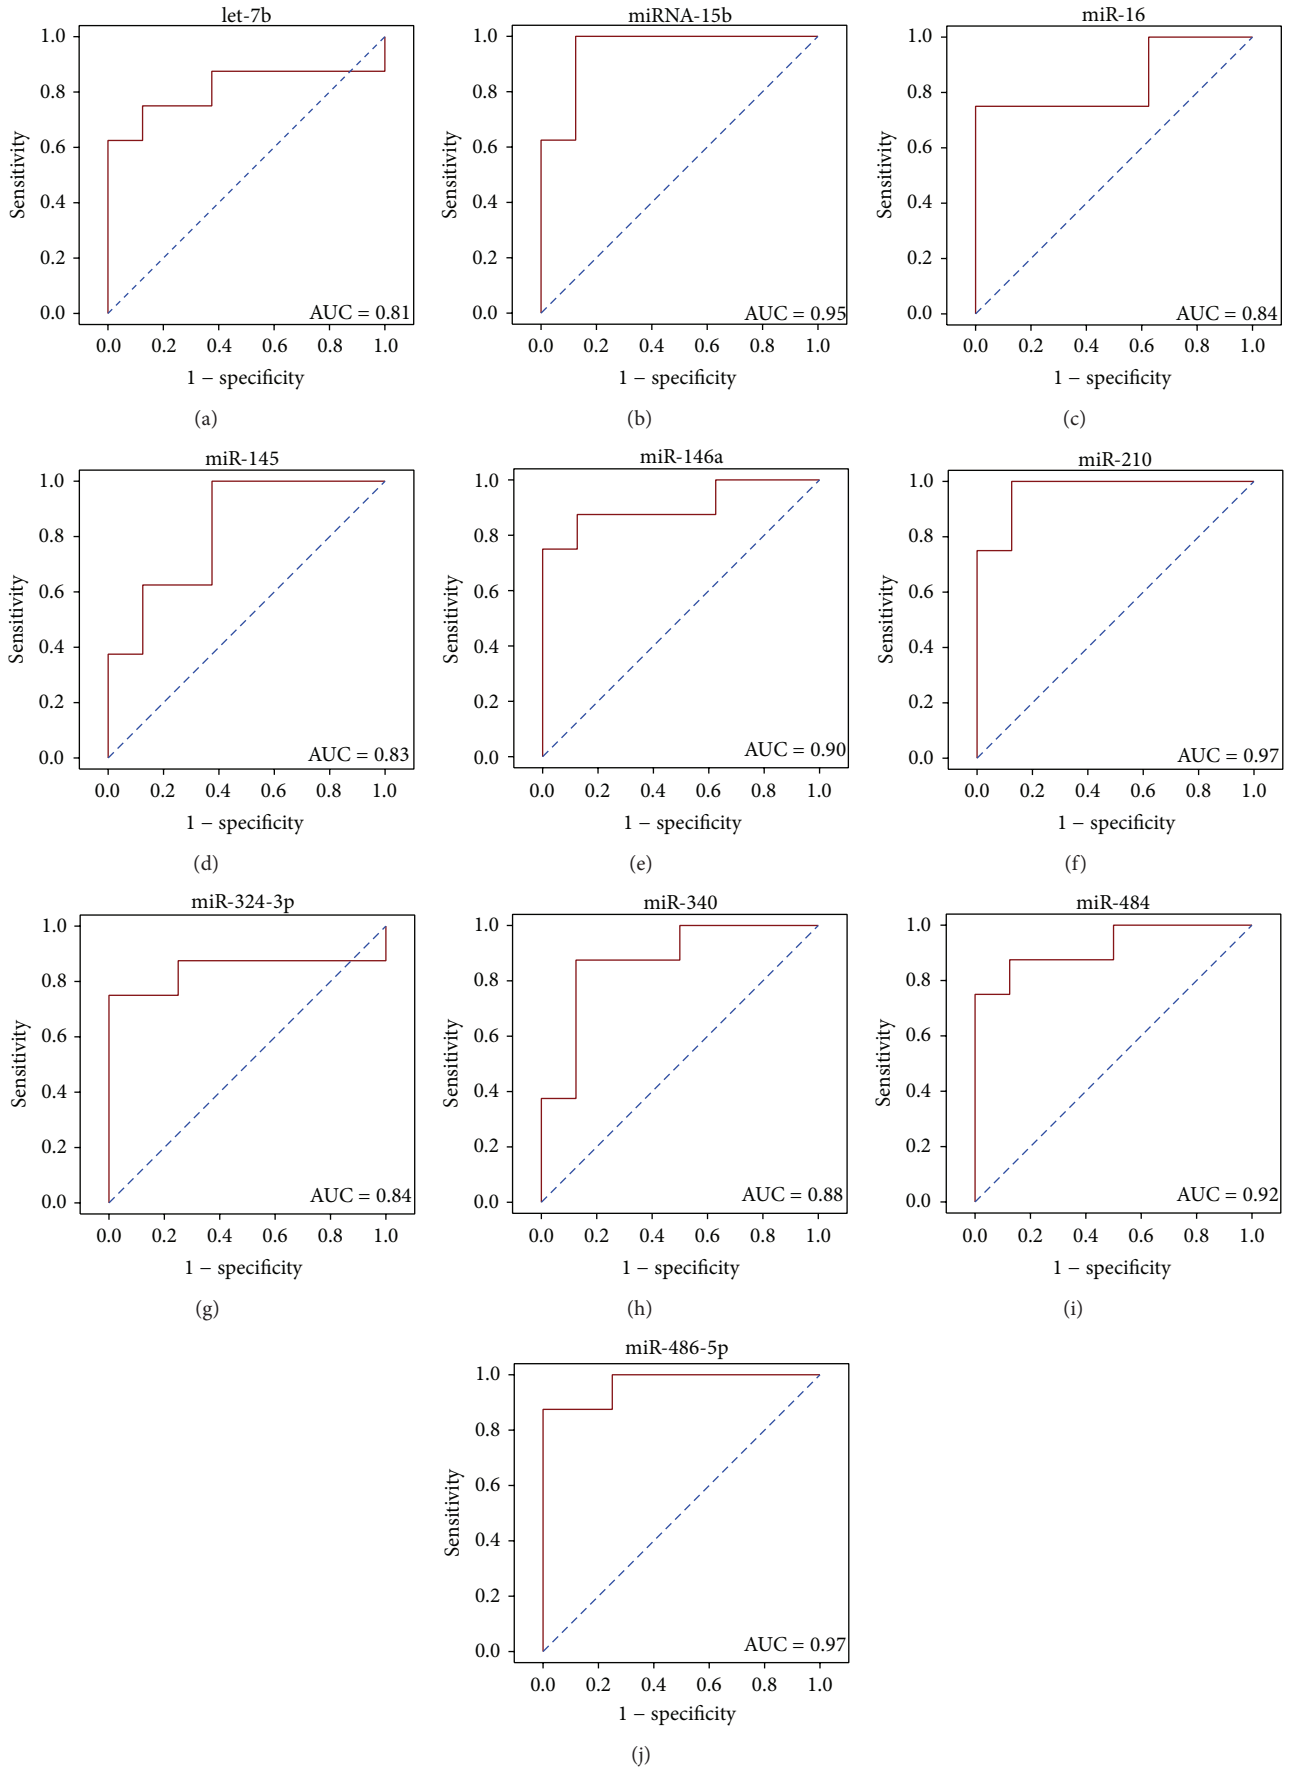 let-7b
1.0
0.8
0.6
0.4
0.2
0.0
Sensitivity
AUC = 0.81
0.0 0.2 0.4 0.6 0.8 1.0
1 − specificity
(a)
miRNA-15b
1.0
0.8
0.6
0.4
0.2
0.0
Sensitivity
AUC = 0.95
0.0 0.2 0.4 0.6 0.8 1.0
1 − specificity
(b)
miR-16
1.0
0.8
0.6
0.4
0.2
0.0
Sensitivity
AUC = 0.84
0.0 0.2 0.4 0.6 0.8 1.0
1 − specificity
(c)
miR-145
1.0
0.8
0.6
0.4
0.2
0.0
Sensitivity
AUC = 0.83
0.0 0.2 0.4 0.6 0.8 1.0
1 − specificity
(d)
miR-146a
1.0
0.8
0.6
0.4
0.2
0.0
Sensitivity
AUC = 0.90
0.0 0.2 0.4 0.6 0.8 1.0
1 − specificity
(e)
miR-210
1.0
0.8
0.6
0.4
0.2
0.0
Sensitivity
AUC = 0.97
0.0 0.2 0.4 0.6 0.8 1.0
1 − specificity
(f)
miR-324-3p
1.0
0.8
0.6
0.4
0.2
0.0
Sensitivity
AUC = 0.84
0.0 0.2 0.4 0.6 0.8 1.0
1 − specificity
(g)
miR-340
1.0
0.8
0.6
0.4
0.2
0.0
Sensitivity
AUC = 0.88
0.0 0.2 0.4 0.6 0.8 1.0
1 − specificity
(h)
miR-484
1.0
0.8
0.6
0.4
0.2
0.0
Sensitivity
AUC = 0.92
0.0 0.2 0.4 0.6 0.8 1.0
1 − specificity
(i)
miR-486-5p
1.0
0.8
0.6
0.4
0.2
0.0
Sensitivity
AUC = 0.97
0.0 0.2 0.4 0.6 0.8 1.0
1 − specificity
(j)